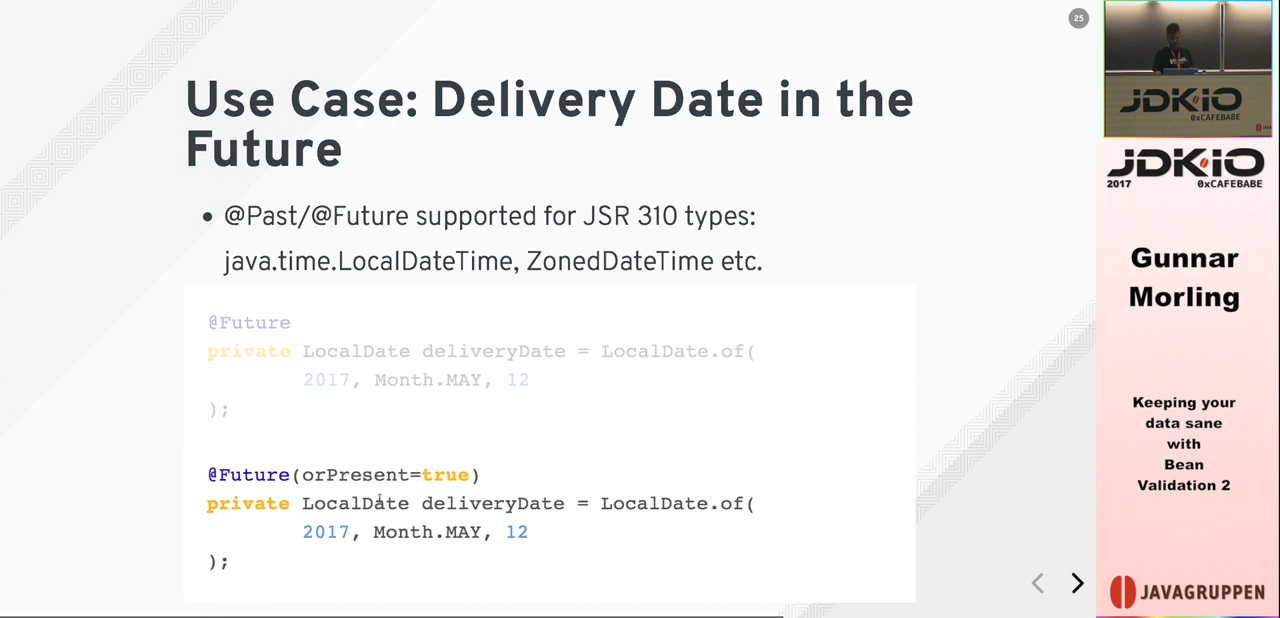 25
Use Case: Delivery Date in the
Future
@Past/@Future supported for JSR 310 types:
java.time.LocalDateTime, ZonedDateTime etc.
@Future
private LocalDate deliveryDate = LocalDate.of(
2017, Month.MAY, 12
);
@Future(orPresent=true)
private LocalDate deliveryDate = LocalDate.of(
2017, Month.MAY, 12
);
JDK.IO
0xCAFEBABE
JDK.IO
2017 0xCAFEBABE
Gunnar
Morling
Keeping your
data sane
with
Bean
Validation 2
JAVAGRUPPEN